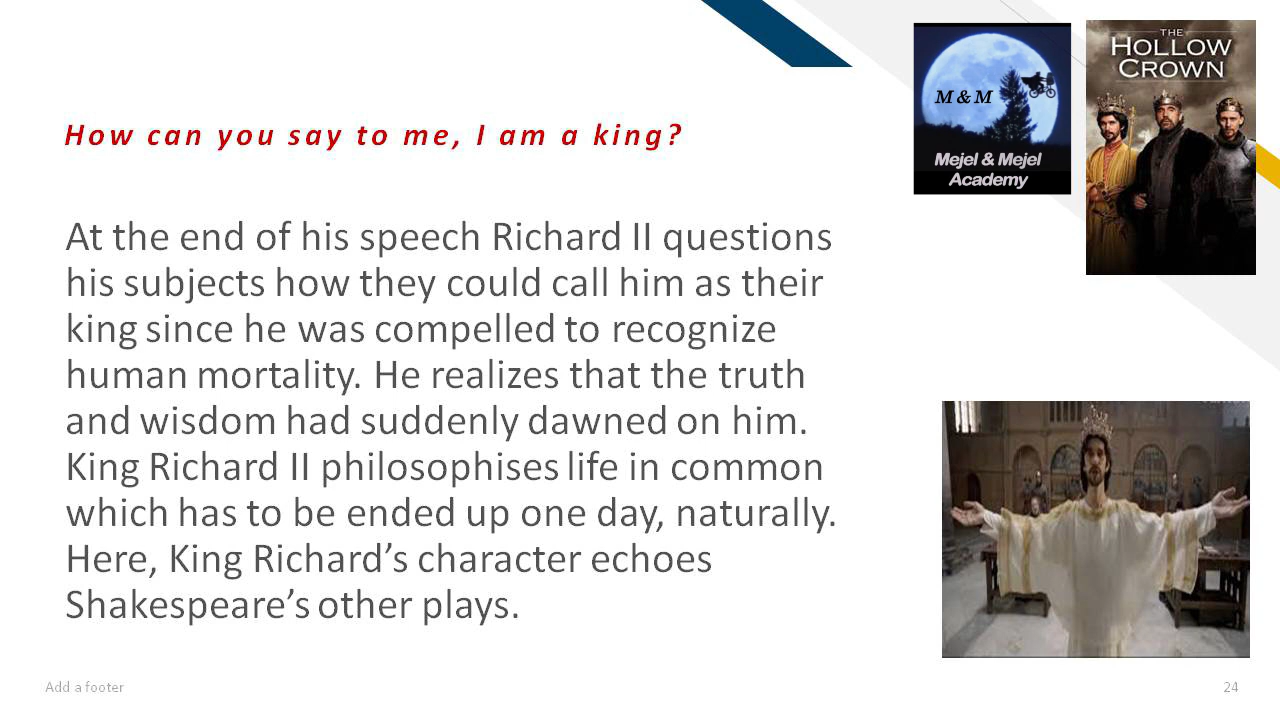 How can you say to me, I am a king?
At the end of his speech Richard II questions
his subjects how they could call him as their
king since he was compelled to recognize
human mortality. He realizes that the truth
and wisdom had suddenly dawned on him.
King Richard II philosophises life in common
which has to be ended up one day, naturally.
Here, King Richard’s character echoes
Shakespeare’s other plays.
M & M
Mejel & Mejel
Academy
THE
HOLLOW
CROWN
Add a footer
24